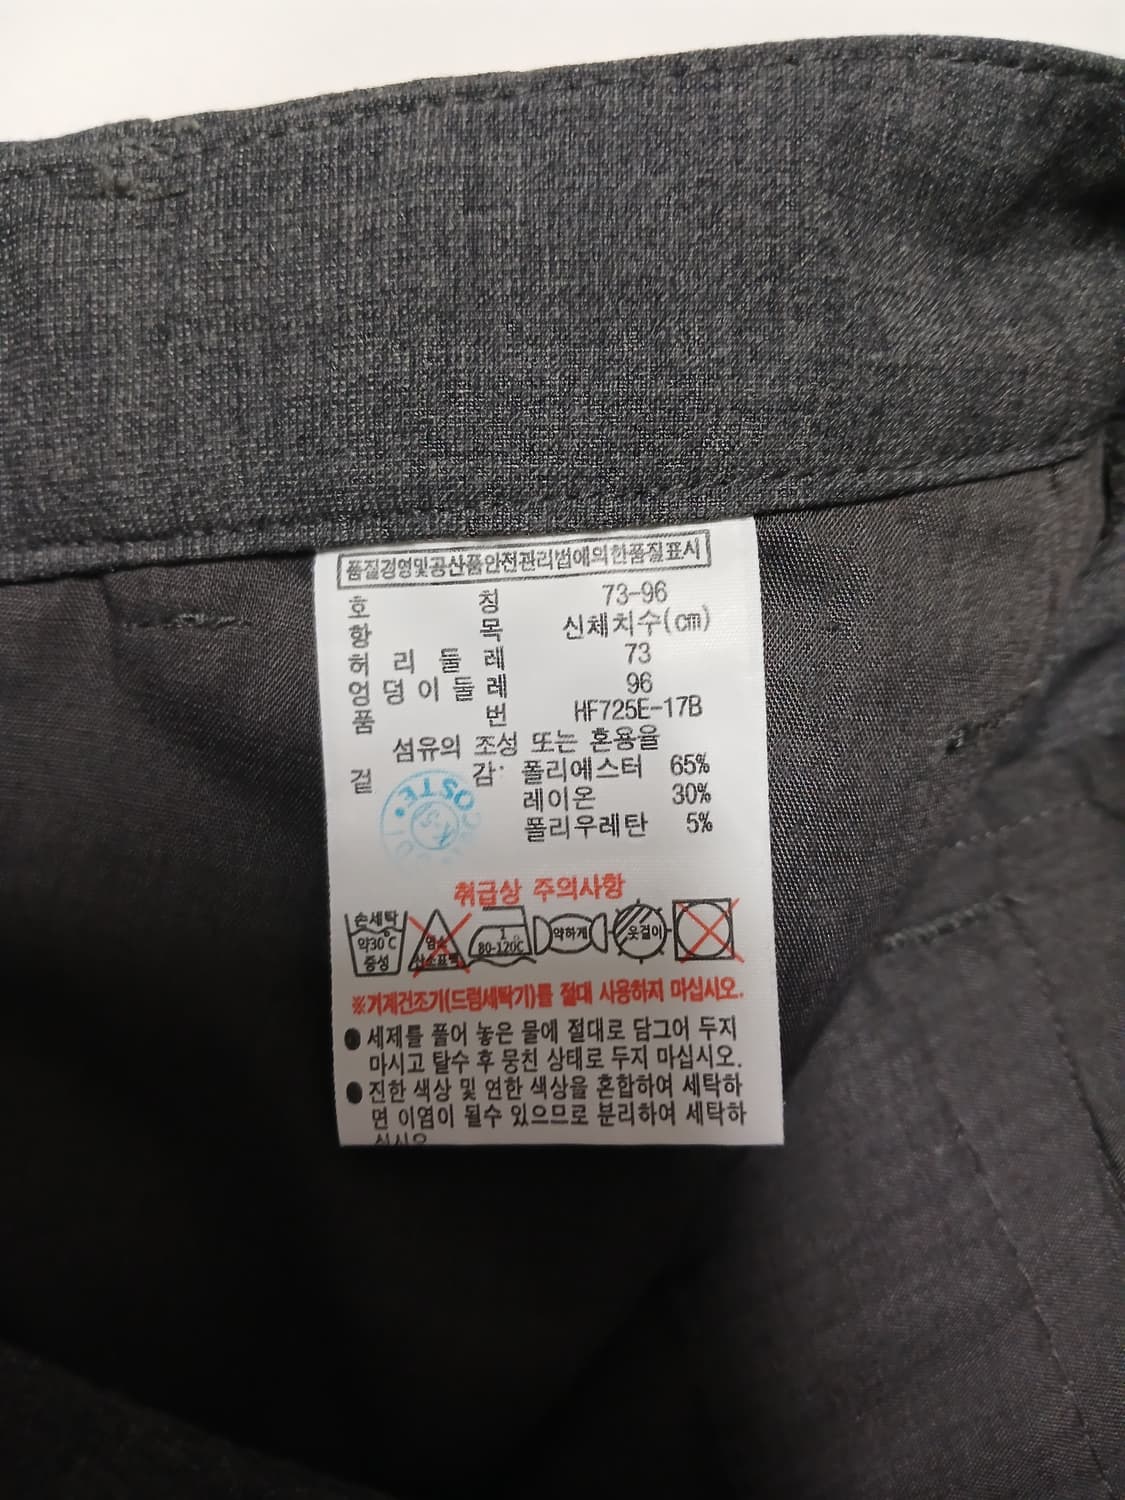 품질경영및공산품안전관리법에의한품질표시
호 칭 73-96
항 목 신체치수(cm)
허리둘레 73
엉덩이둘레 96
품 번 HF725E-17B
섬유의 조성 또는 혼용율
겉 감 폴리에스터 65%
레이온 30%
폴리우레탄 5%
취급상 주의사항
손세탁 약30℃ 중성
염소 산소표백
80-120℃
약하게
옷걸이
※기계건조기(드럼세탁기)를 절대 사용하지 마십시오.
● 세제를 풀어 놓은 물에 절대로 담그어 두지
마시고 탈수 후 뭉친 상태로 두지 마십시오.
● 진한 색상 및 연한 색상을 혼합하여 세탁하
면 이염이 될수 있으므로 분리하여 세탁하
십시오